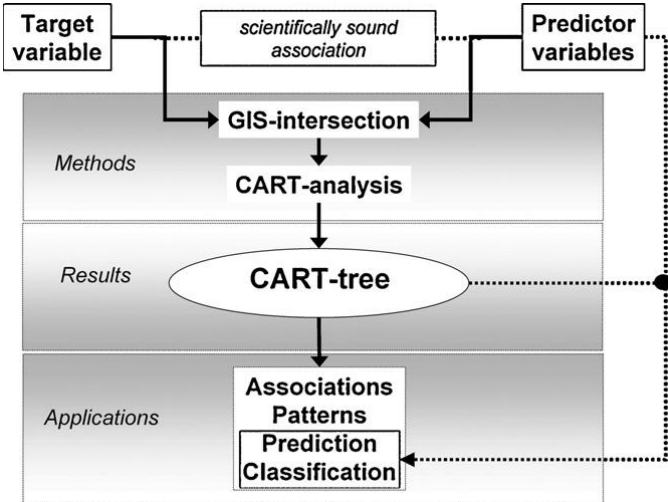 Target
variable
scientifically sound
association
Predictor
variables
GIS-intersection
Methods
CART-analysis
Results
CART-tree
Applications
Associations
Patterns
Prediction
Classification